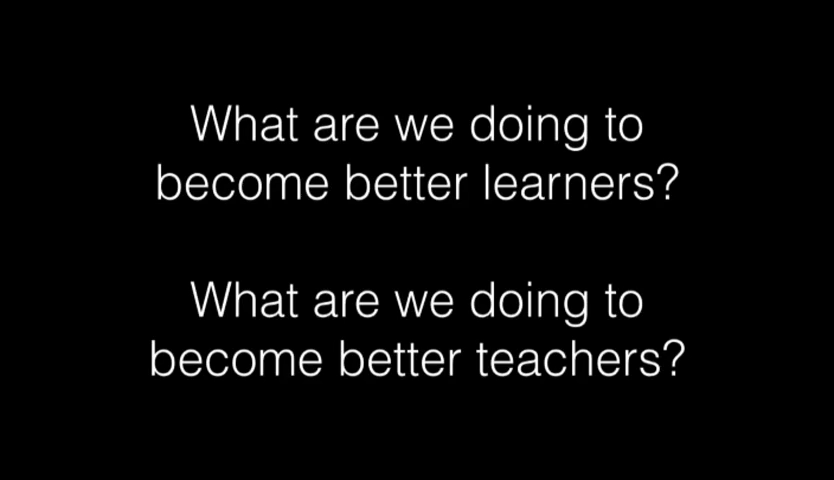 What are we doing to
become better learners?
What are we doing to
become better teachers?